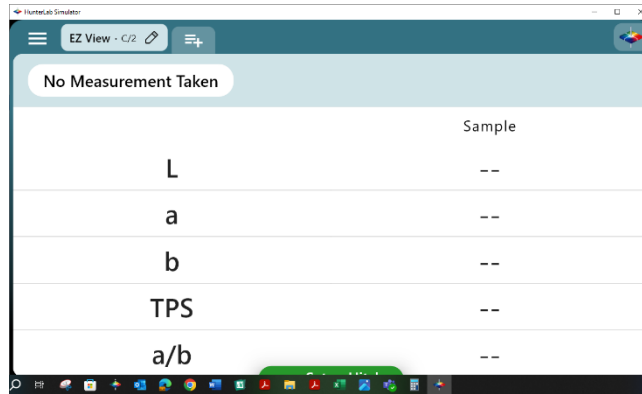 HunterLab Simulator
EZ View · C/2
No Measurement Taken
Sample
L --
a --
b --
TPS --
a/b --